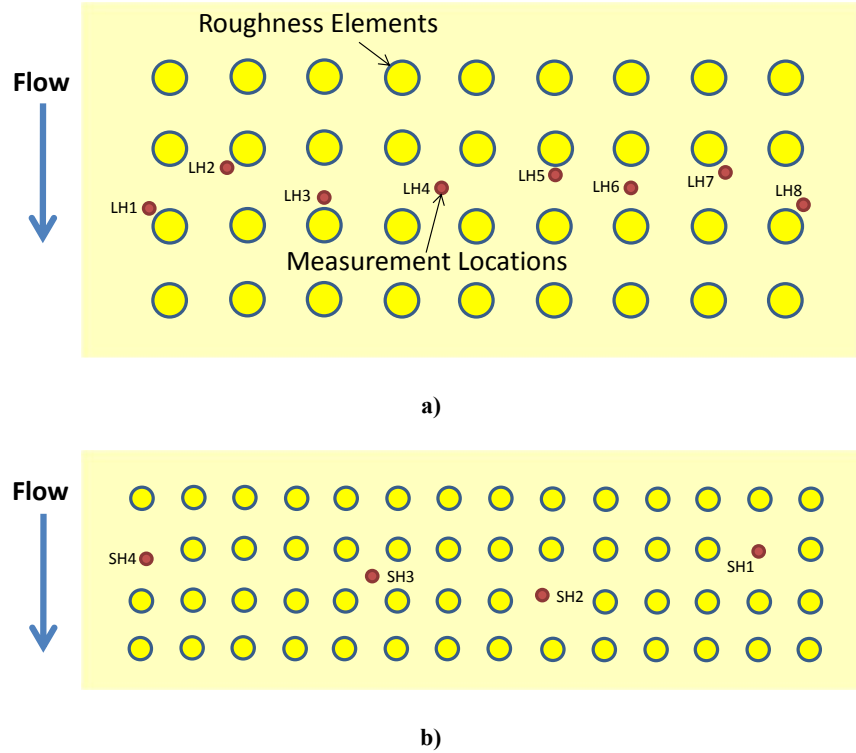 Roughness Elements
Flow
LH2
LH5
LH7
LH3
LH4
LH6
LH8
LH1
Measurement Locations
a)
Flow
SH4
SH3
SH2
SH1
b)